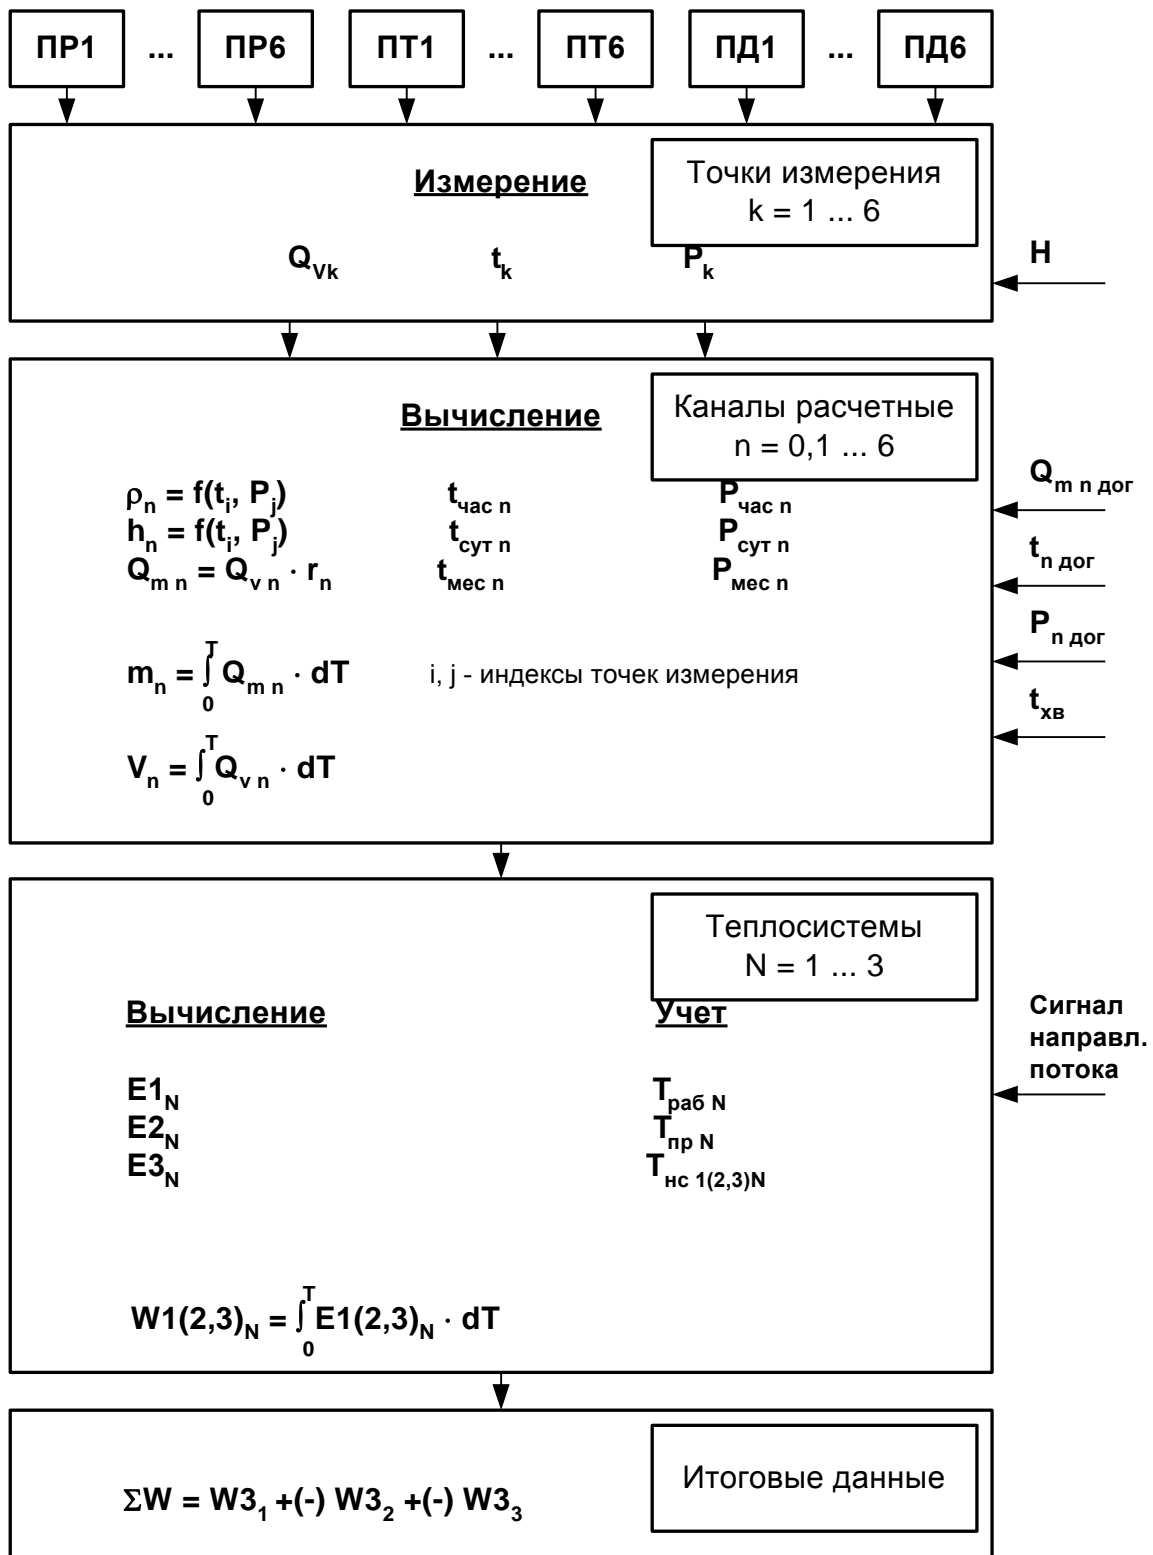 ПР1 ... ПР6 ПТ1 ... ПТ6 ПД1 ... ПД6
Точки измерения
k = 1 ... 6
Измерение
Q_Vk t_k P_k
H
Каналы расчетные
n = 0,1 ... 6
Вычисление
ρ_n = f(t_i, P_j) t_час n P_час n
h_n = f(t_i, P_j) t_сут n P_сут n
Q_m n = Q_v n · r_n t_мес n P_мес n
m_n = ∫_0^T Q_m n · dT i, j - индексы точек измерения
V_n = ∫_0^T Q_v n · dT
Q_m n дог
t_n дог
P_n дог
t_хв
Теплосистемы
N = 1 ... 3
Вычисление Учет
E1_N T_раб N
E2_N T_пр N
E3_N T_нс 1(2,3)N
W1(2,3)_N = ∫_0^T E1(2,3)_N · dT
Сигнал
направл.
потока
Итоговые данные
ΣW = W3_1 +(-) W3_2 +(-) W3_3